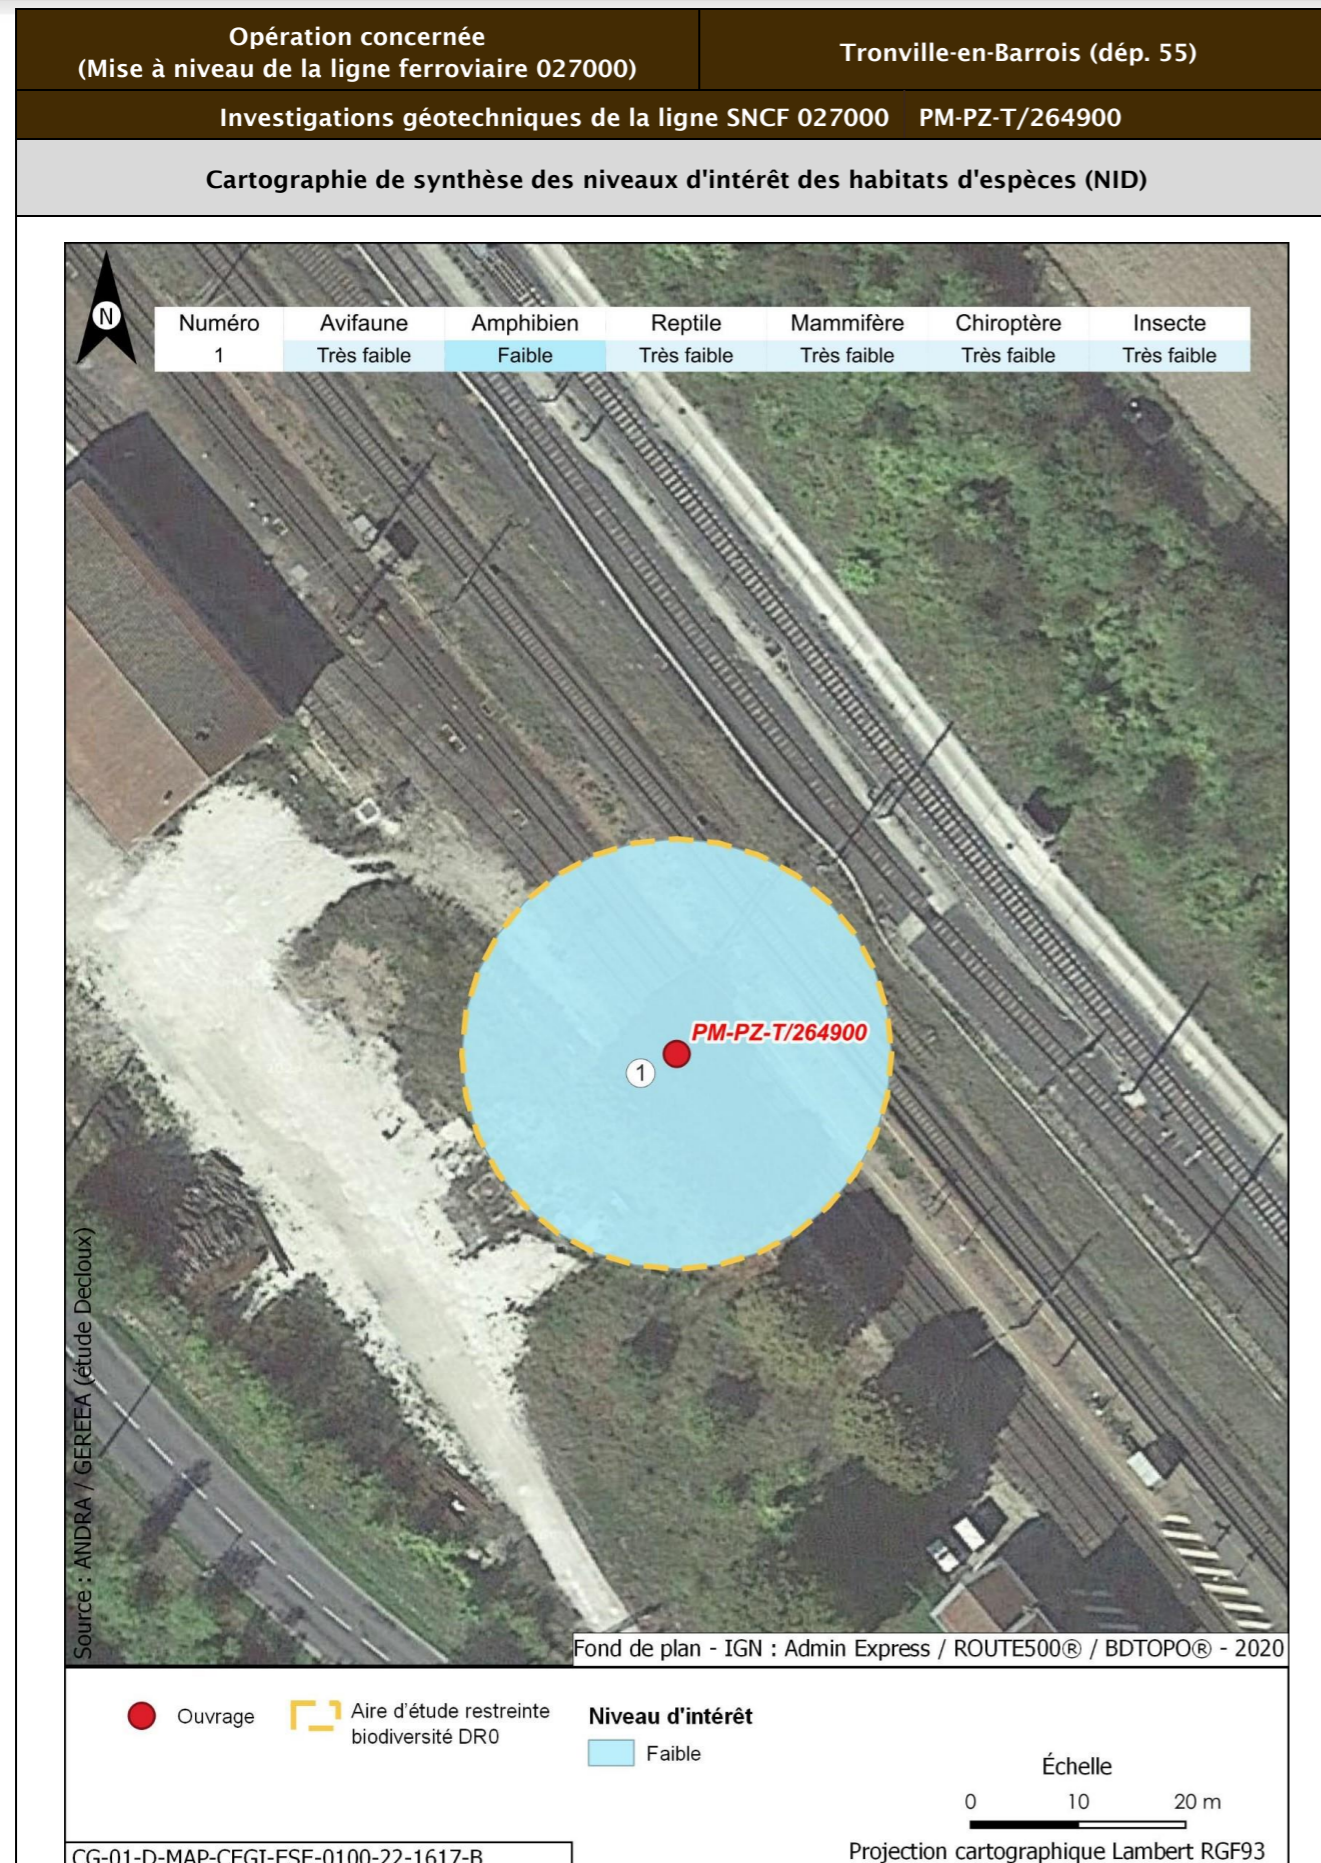 Opération concernée
(Mise à niveau de la ligne ferroviaire 027000)
Tronville-en-Barrois (dép. 55)
Investigations géotechniques de la ligne SNCF 027000 PM-PZ-T/264900
Cartographie de synthèse des niveaux d'intérêt des habitats d'espèces (NID)
N
Numéro Avifaune Amphibien Reptile Mammifère Chiroptère Insecte
1 Très faible Faible Très faible Très faible Très faible Très faible
PM-PZ-T/264900
1
Source : ANDRA / GEREEA (étude Decloux)
Fond de plan - IGN : Admin Express / ROUTE500® / BDTOPO® - 2020
Ouvrage
Aire d'étude restreinte
biodiversité DR0
Niveau d'intérêt
Faible
Échelle
0 10 20 m
Projection cartographique Lambert RGF93
CG-01-D-MAP-CEGI-ESE-0100-22-1617-B